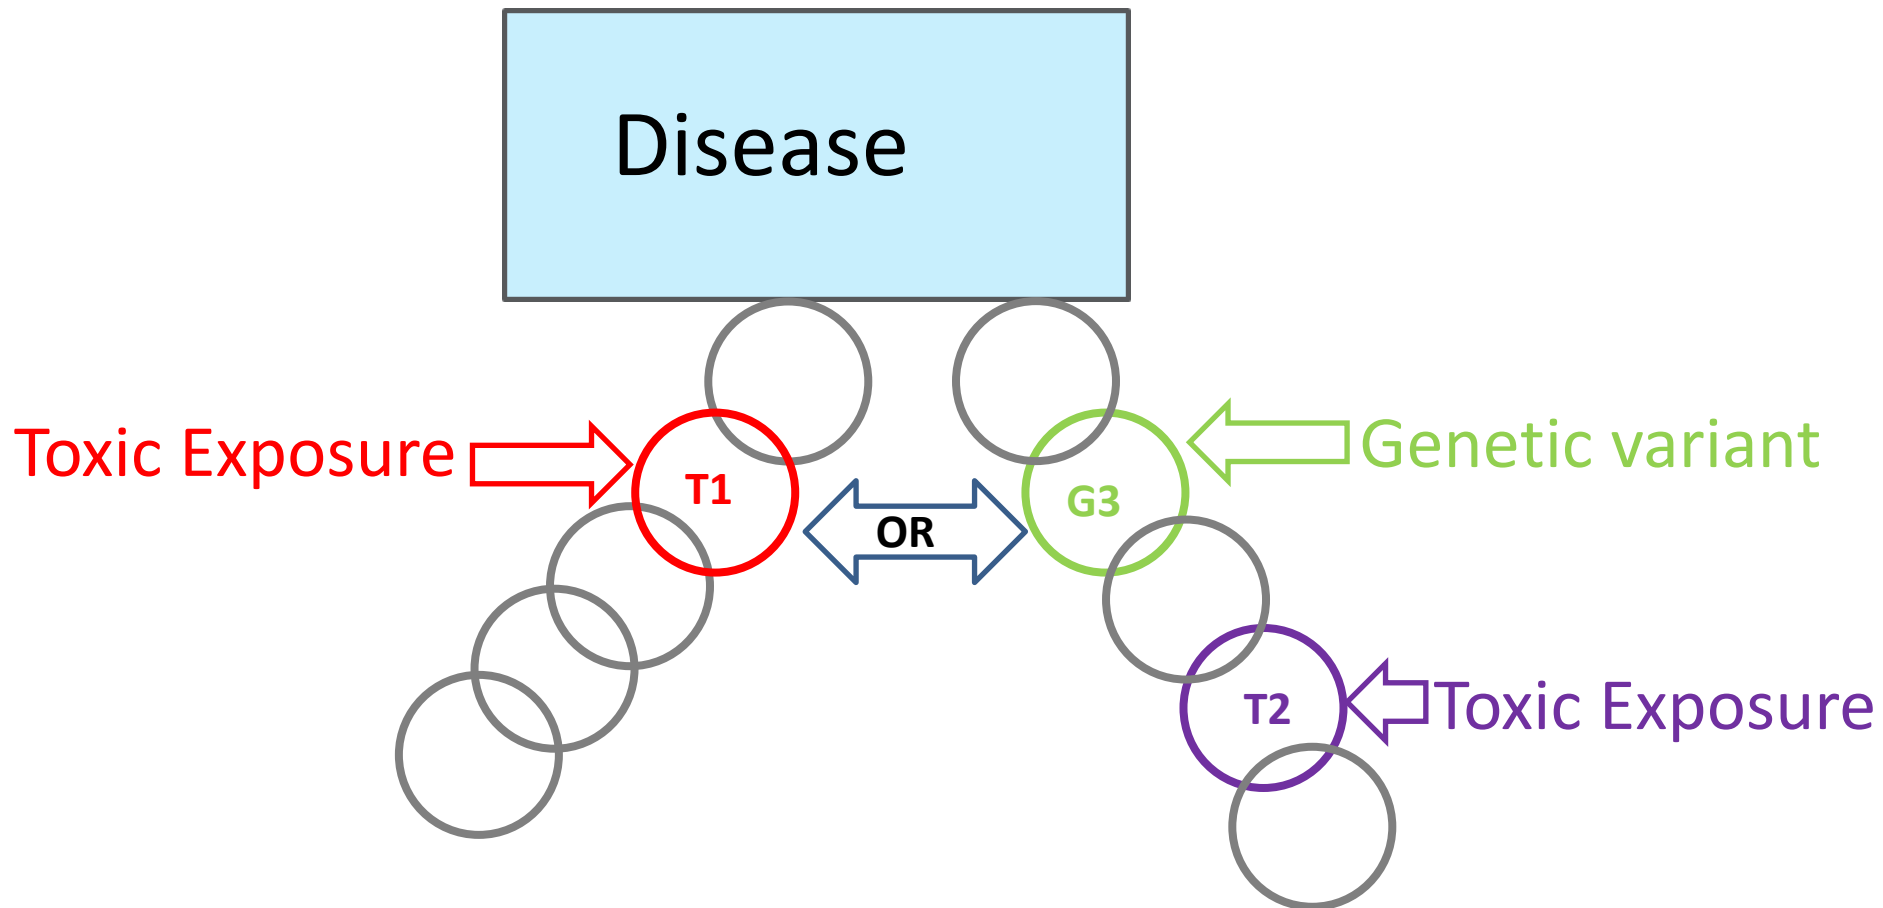 Disease
Toxic Exposure
T1
OR
G3
Genetic variant
T2
Toxic Exposure